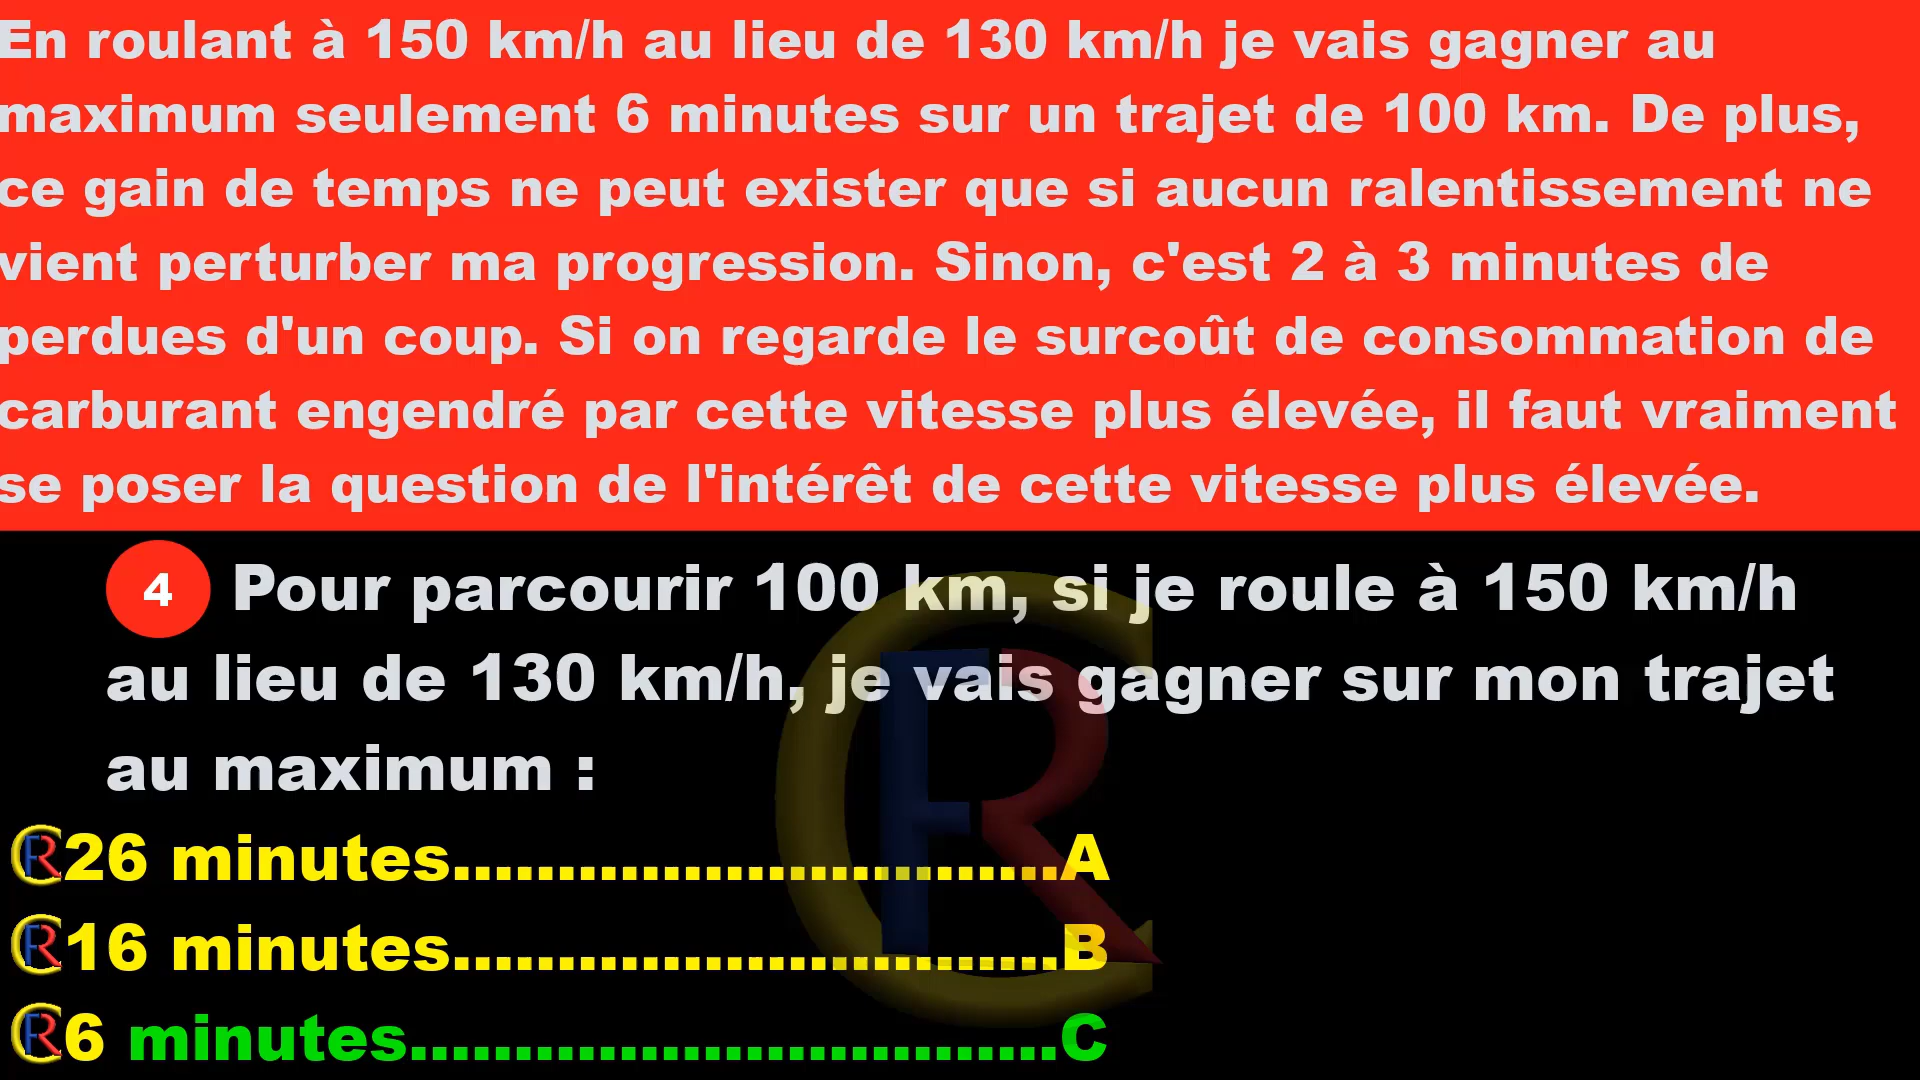 En roulant à 150 km/h au lieu de 130 km/h je vais gagner au
maximum seulement 6 minutes sur un trajet de 100 km. De plus,
ce gain de temps ne peut exister que si aucun ralentissement ne
vient perturber ma progression. Sinon, c'est 2 à 3 minutes de
perdues d'un coup. Si on regarde le surcoût de consommation de
carburant engendré par cette vitesse plus élevée, il faut vraiment
se poser la question de l'intérêt de cette vitesse plus élevée.
4 Pour parcourir 100 km, si je roule à 150 km/h
au lieu de 130 km/h, je vais gagner sur mon trajet
au maximum :
26 minutes.............................A
16 minutes.............................B
6 minutes...............................C